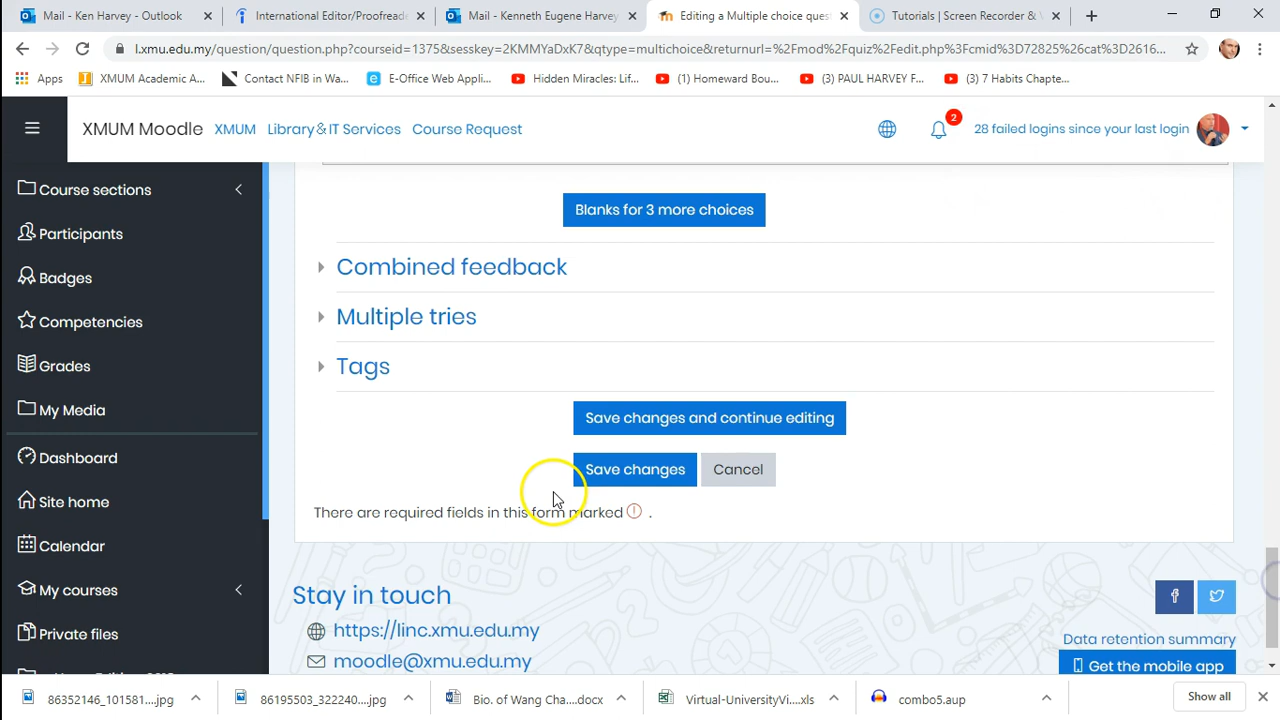 Mail - Ken Harvey - Outlook
International Editor/Proofreade
Mail - Kenneth Eugene Harvey
Editing a Multiple choice ques
Tutorials | Screen Recorder & V
l.xmu.edu.my/question/question.php?courseid=1375&sesskey=2KMMYaDxK7&qtype=multichoice&returnurl=%2Fmod%2Fquiz%2Fedit.php%3Fcmid%3D72825%26cat%3D2616...
Apps
XMUM Academic A...
Contact NFIB in Wa...
E-Office Web Appli...
Hidden Miracles: Lif...
(1) Homeward Bou...
(3) PAUL HARVEY F...
(3) 7 Habits Chapte...
XMUM Moodle
XMUM
Library&IT Services
Course Request
2
28 failed logins since your last login
Course sections
Participants
Badges
Competencies
Grades
My Media
Dashboard
Site home
Calendar
My courses
Private files
Blanks for 3 more choices
Combined feedback
Multiple tries
Tags
Save changes and continue editing
Save changes
Cancel
There are required fields in this form marked .
Stay in touch
https://linc.xmu.edu.my
moodle@xmu.edu.my
Data retention summary
Get the mobile app
86352146_101581....jpg
86195503_322240....jpg
Bio. of Wang Cha....docx
Virtual-UniversityVi....xls
combo5.aup
Show all